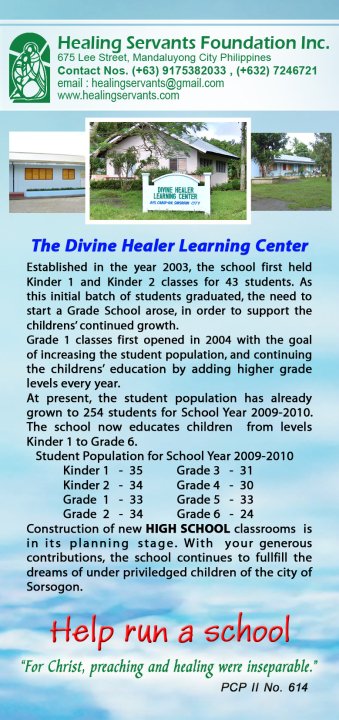 Healing Servants Foundation Inc.
675 Lee Street, Mandaluyong City Philippines
Contact Nos. (+63) 9175382033 , (+632) 7246721
email : healingservants@gmail.com
www.healingservants.com
DIVINE HEALER
LEARNING CENTER
The Divine Healer Learning Center
Established in the year 2003, the school first held
Kinder 1 and Kinder 2 classes for 43 students. As
this initial batch of students graduated, the need to
start a Grade School arose, in order to support the
childrens’ continued growth.
Grade 1 classes first opened in 2004 with the goal
of increasing the student population, and continuing
the childrens’ education by adding higher grade
levels every year.
At present, the student population has already
grown to 254 students for School Year 2009-2010.
The school now educates children from levels
Kinder 1 to Grade 6.
Student Population for School Year 2009-2010
Kinder 1 - 35 Grade 3 - 31
Kinder 2 - 34 Grade 4 - 30
Grade 1 - 33 Grade 5 - 33
Grade 2 - 34 Grade 6 - 24
Construction of new HIGH SCHOOL classrooms is
in its planning stage. With your generous
contributions, the school continues to fullfill the
dreams of under priviledged children of the city of
Sorsogon.
Help run a school
“For Christ, preaching and healing were inseparable.”
PCP II No. 614